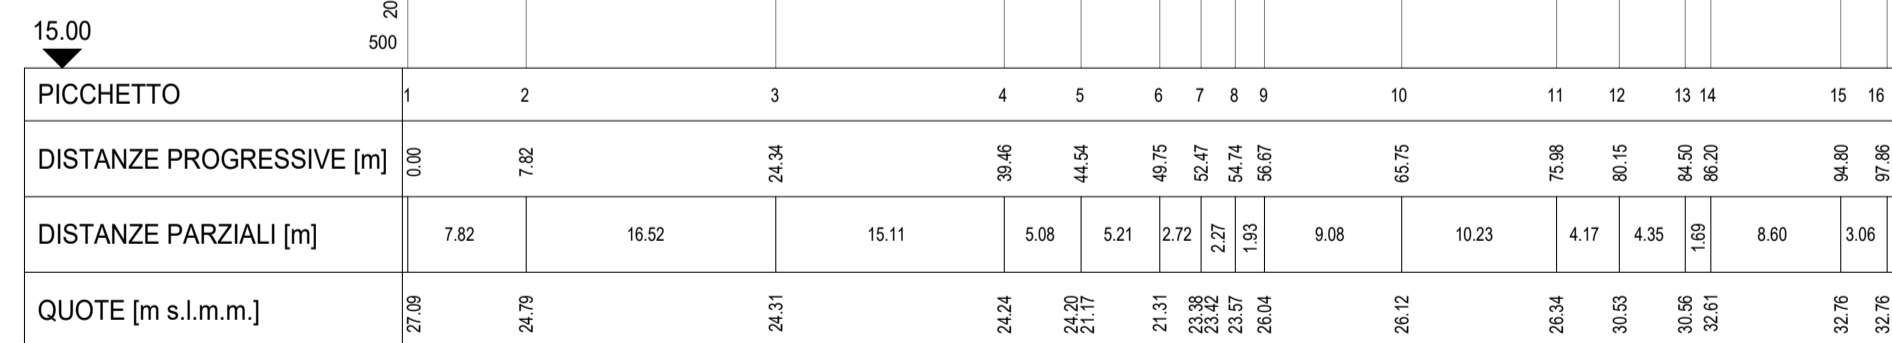 20
15.00
500
PICCHETTO 1 2 3 4 5 6 7 8 9 10 11 12 13 14 15 16
DISTANZE PROGRESSIVE [m] 0.00 7.82 24.34 39.46 44.54 49.75 52.47 54.74 56.67 65.75 75.98 80.15 84.50 86.20 94.80 97.86
DISTANZE PARZIALI [m] 7.82 16.52 15.11 5.08 5.21 2.72 2.27 1.93 9.08 10.23 4.17 4.35 1.69 8.60 3.06
QUOTE [m s.l.m.m.] 27.09 24.79 24.31 24.24 24.20 21.17 21.31 23.38 23.42 23.57 26.04 26.12 26.34 30.53 30.56 32.61 32.76 32.76